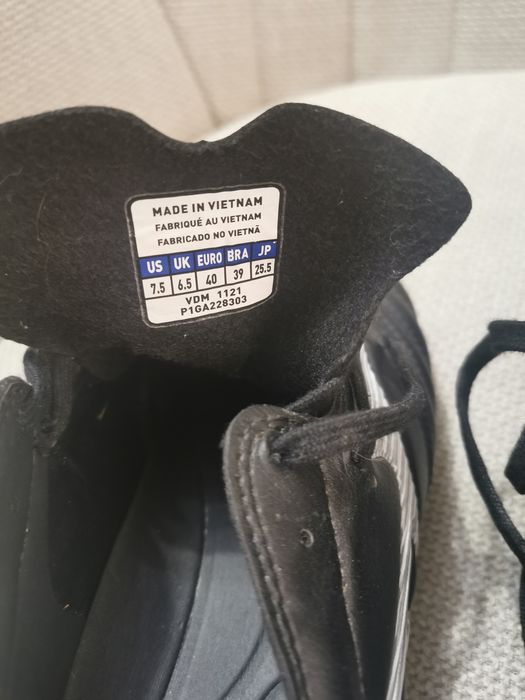 MADE IN VIETNAM
FABRIQUÉ AU VIETNAM
FABRICADO NO VIETNÃ
US UK EURO BRA JP
7.5 6.5 40 39 25.5
VDM 1121
P1GA228303